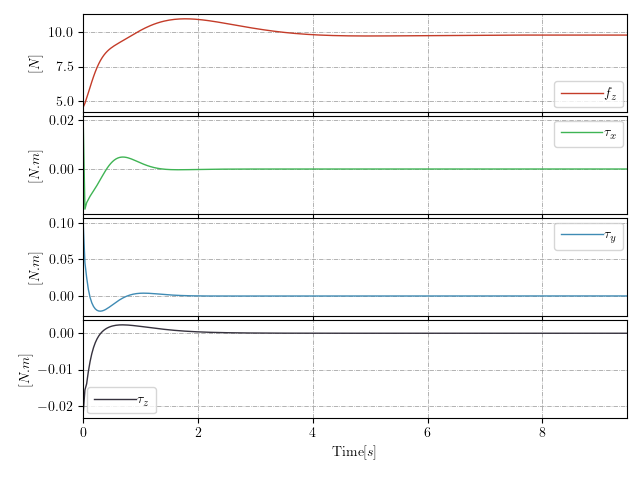 10.0
7.5
5.0
[N]
f_z
0.02
0.00
[N.m]
τ_x
0.10
0.05
0.00
[N.m]
τ_y
0.00
−0.01
−0.02
[N.m]
τ_z
0 2 4 6 8
Time[s]